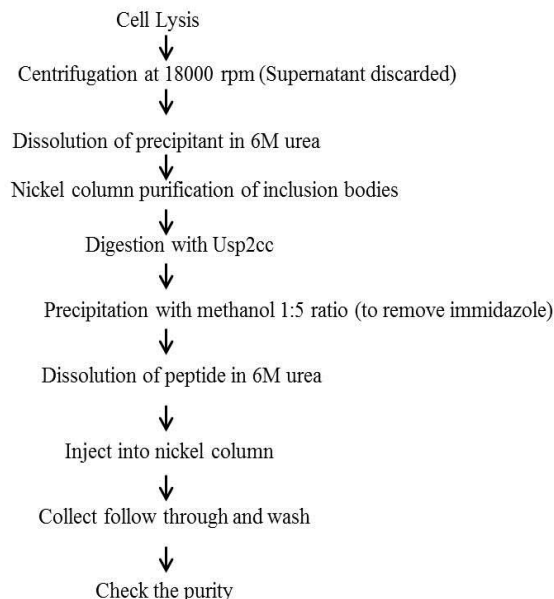 Cell Lysis
Centrifugation at 18000 rpm (Supernatant discarded)
Dissolution of precipitant in 6M urea
Nickel column purification of inclusion bodies
Digestion with Usp2cc
Precipitation with methanol 1:5 ratio (to remove immidazole)
Dissolution of peptide in 6M urea
Inject into nickel column
Collect follow through and wash
Check the purity